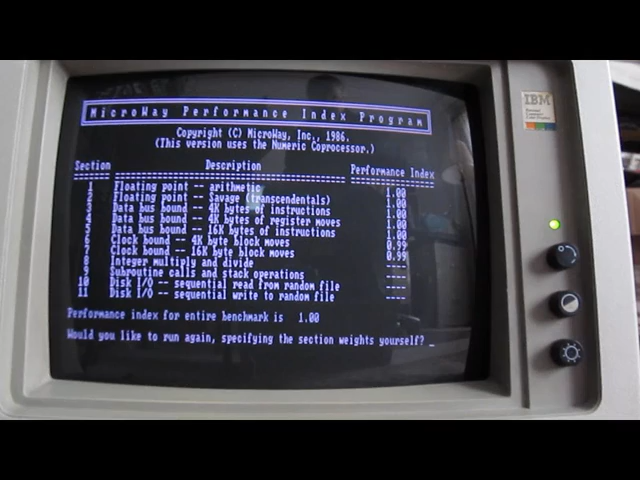 MicroWay Performance Index Program
Copyright (C) MicroWay, Inc., 1986.
(This version uses the Numeric Coprocessor.)
Section Description Performance Index
1 Floating point -- arithmetic 1.00
2 Floating point -- Savage (transcendentals) 1.00
3 Data bus bound -- 4K bytes of instructions 1.00
4 Data bus bound -- 4K bytes of register moves 1.00
5 Data bus bound -- 16K bytes of instructions 1.00
6 Clock bound -- 4K byte block moves 0.99
7 Clock bound -- 16K byte block moves 0.99
8 Integer multiply and divide ----
9 Subroutine calls and stack operations ----
10 Disk I/O -- sequential read from random file ----
11 Disk I/O -- sequential write to random file ----
Performance index for entire benchmark is 1.00
Would you like to run again, specifying the section weights yourself? _
IBM